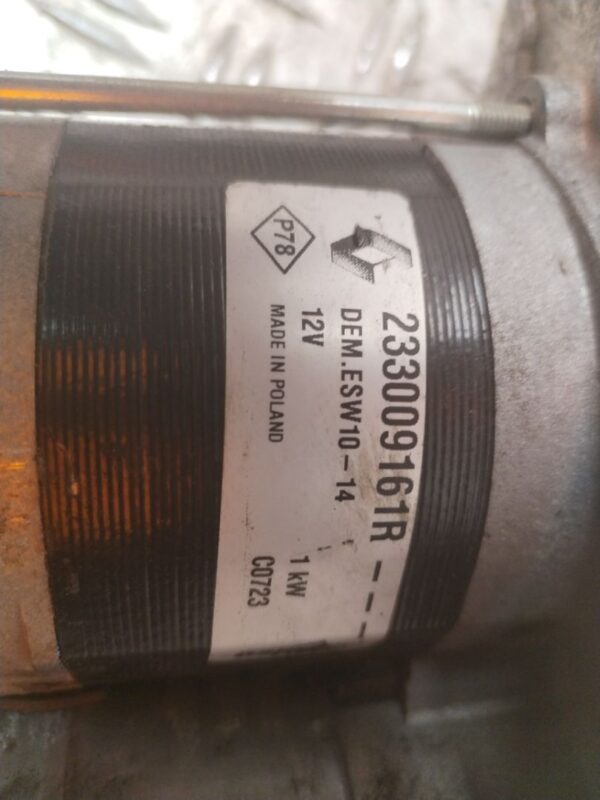 233009161R ---
DEM.ESW10-14
12V
1 kW
P78
MADE IN POLAND
C0723